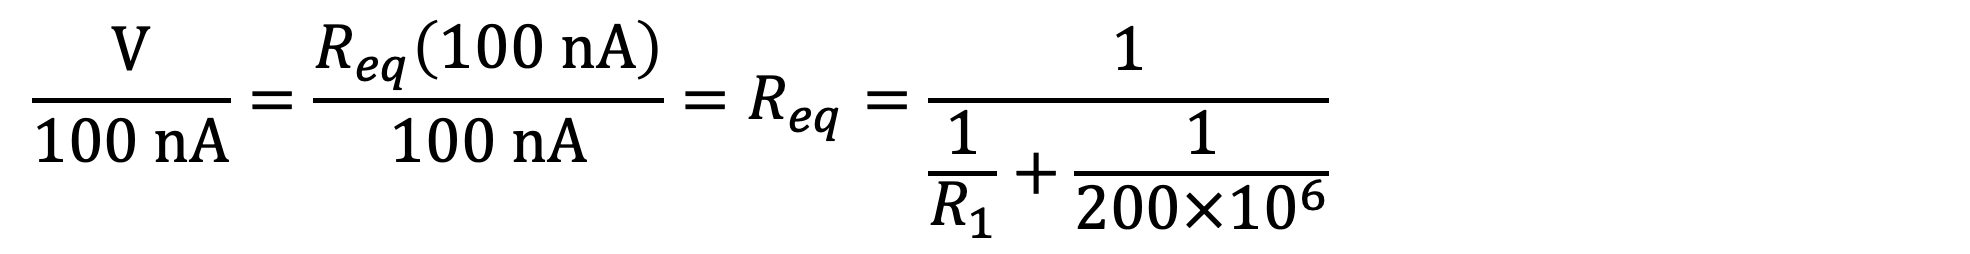 V/(100 nA) = R_eq(100 nA)/(100 nA) = R_eq = 1/(1/R_1 + 1/(200×10^6))